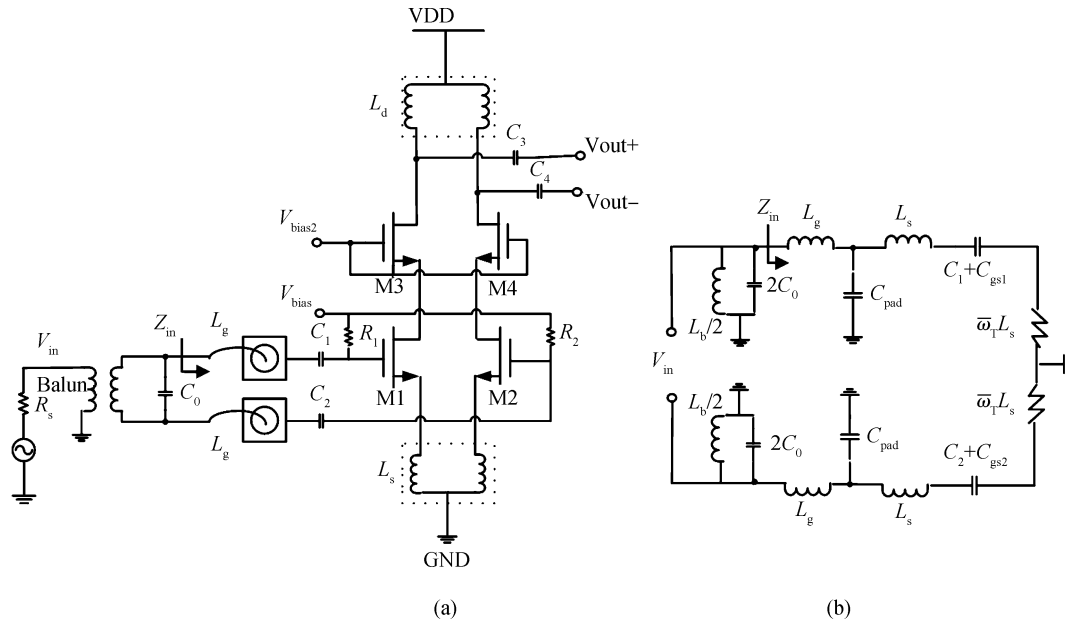 VDD
L_d
C_3
Vout+
C_4
Vout−
V_bias2
M3
M4
V_bias
L_g
C_1
R_1
R_2
Z_in
V_in
Balun
C_0
R_s
M1
M2
C_2
L_g
L_s
GND
(a)
Z_in
L_g
L_s
2C_0
C_pad
C_1+C_gs1
L_b/2
ω̅_T L_s
V_in
L_b/2
ω̅_T L_s
2C_0
C_pad
C_2+C_gs2
L_g
L_s
(b)